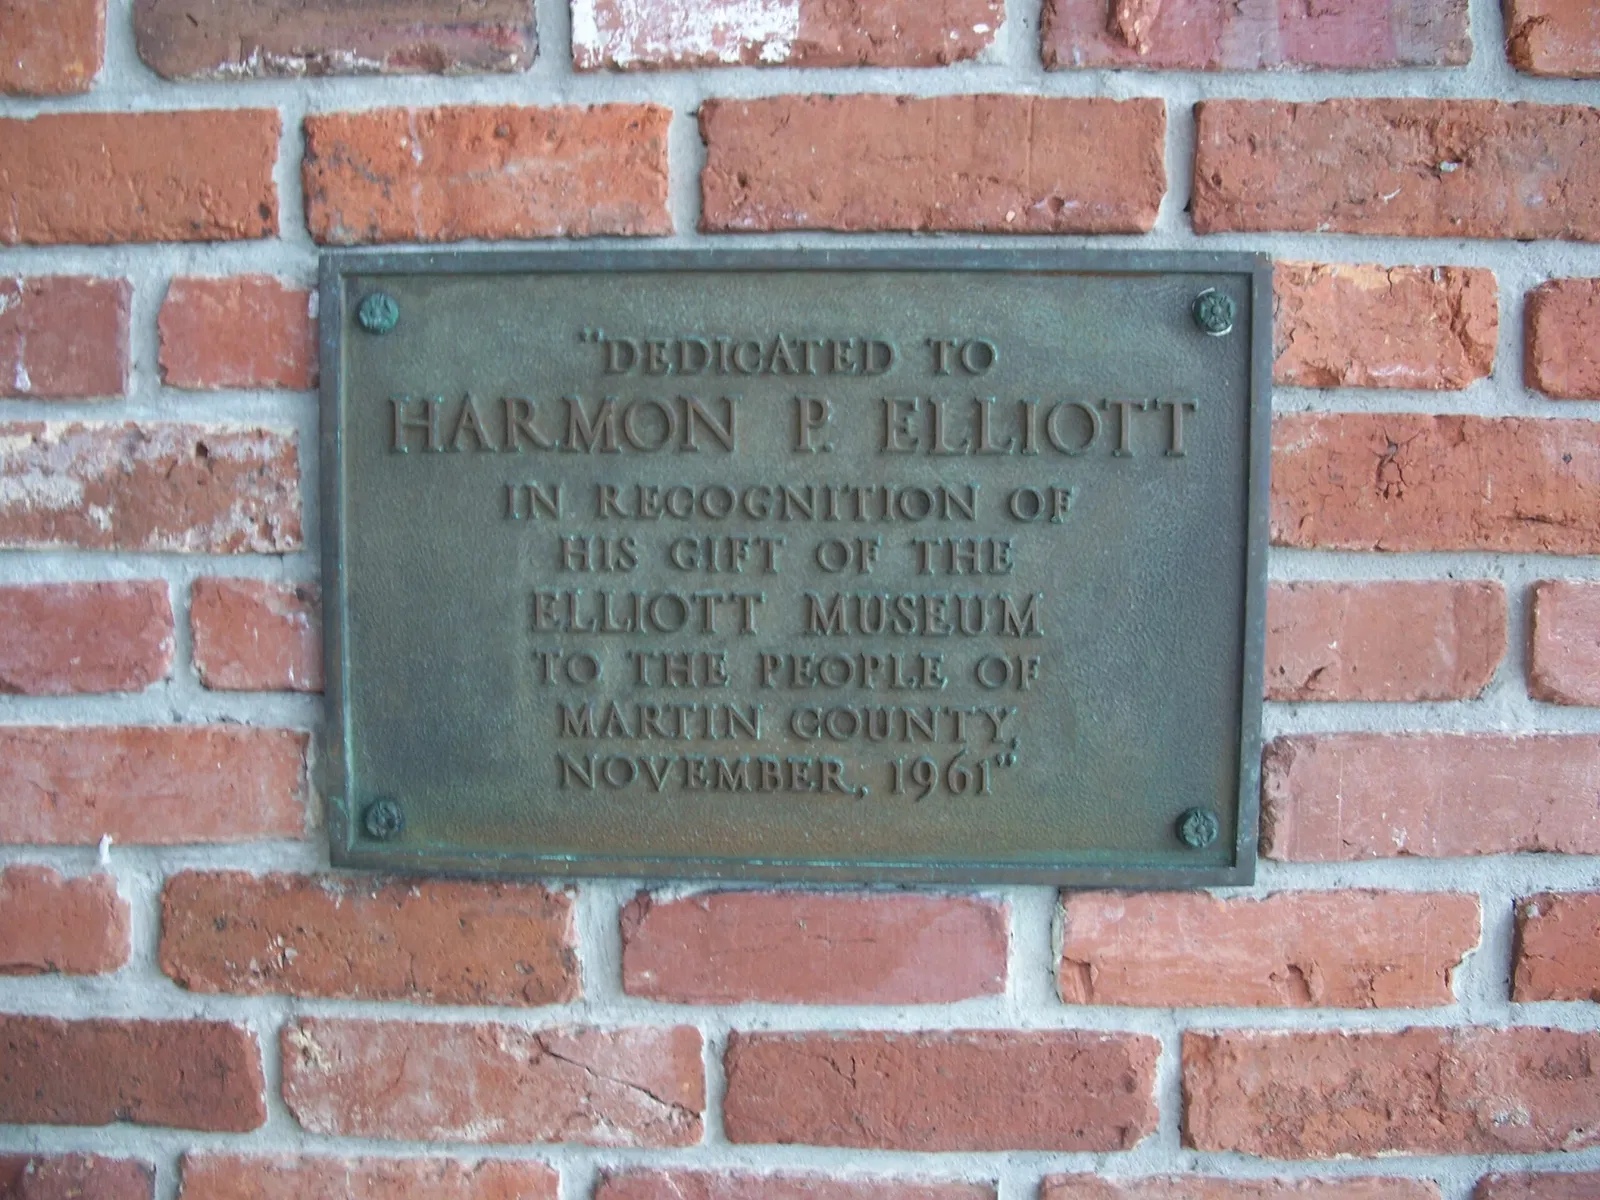 "DEDICATED TO
HARMON P. ELLIOTT
IN RECOGNITION OF
HIS GIFT OF THE
ELLIOTT MUSEUM
TO THE PEOPLE OF
MARTIN COUNTY,
NOVEMBER, 1961"